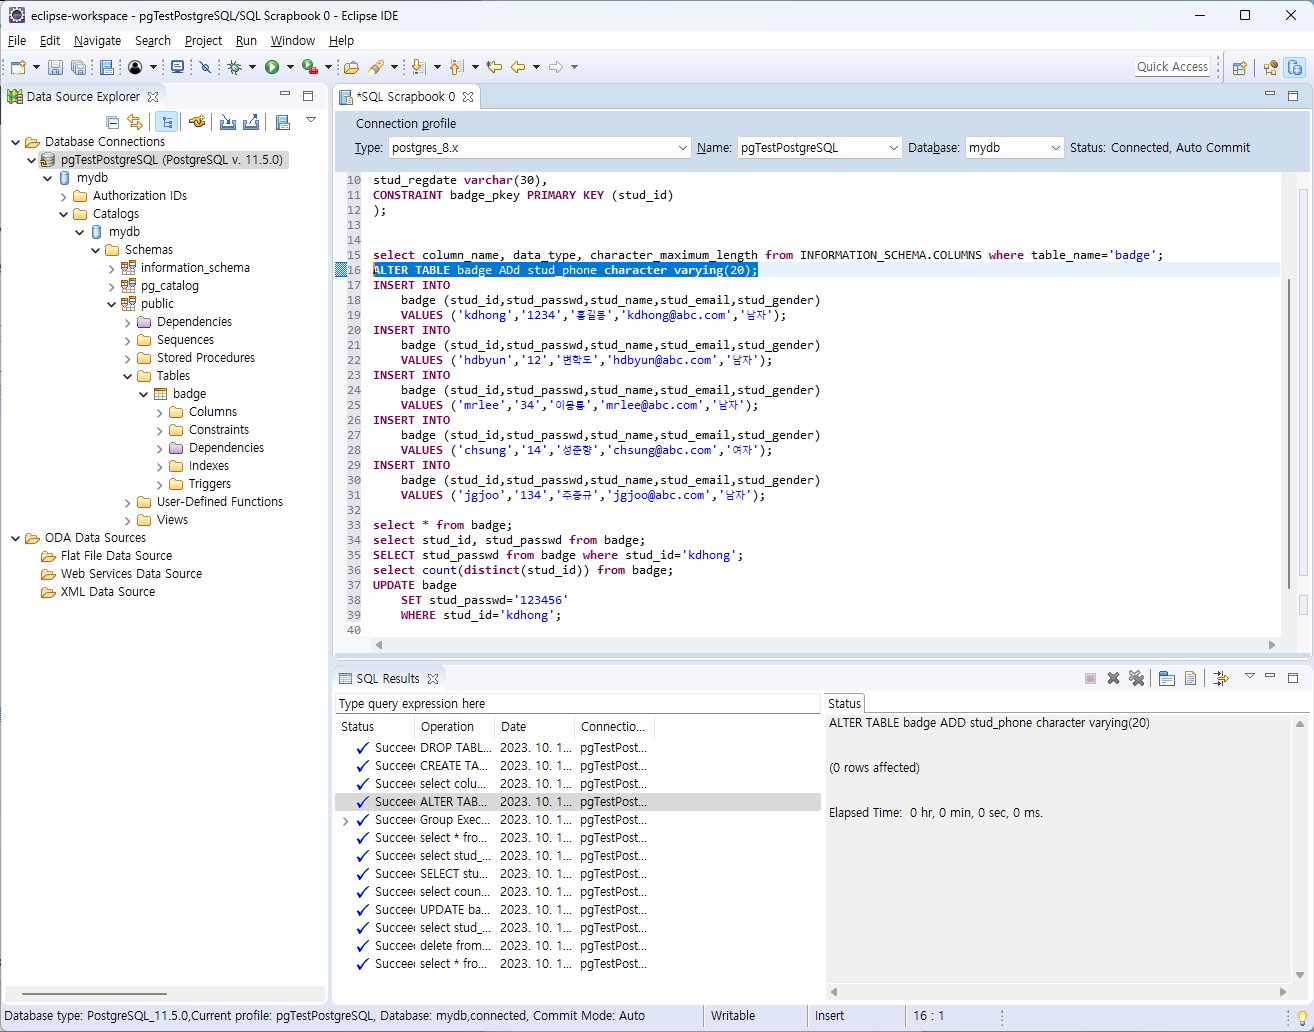 eclipse-workspace - pgTestPostgreSQL/SQL Scrapbook 0 - Eclipse IDE
File Edit Navigate Search Project Run Window Help
Quick Access
Data Source Explorer
Database Connections
pgTestPostgreSQL (PostgreSQL v. 11.5.0)
mydb
Authorization IDs
Catalogs
mydb
Schemas
information_schema
pg_catalog
public
Dependencies
Sequences
Stored Procedures
Tables
badge
Columns
Constraints
Dependencies
Indexes
Triggers
User-Defined Functions
Views
ODA Data Sources
Flat File Data Source
Web Services Data Source
XML Data Source
*SQL Scrapbook 0
Connection profile
Type: postgres_8.x Name: pgTestPostgreSQL Database: mydb Status: Connected, Auto Commit
10 stud_regdate varchar(30),
11 CONSTRAINT badge_pkey PRIMARY KEY (stud_id)
12 );
13
14
15 select column_name, data_type, character_maximum_length from INFORMATION_SCHEMA.COLUMNS where table_name='badge';
16 ALTER TABLE badge ADd stud_phone character varying(20);
17 INSERT INTO
18 badge (stud_id,stud_passwd,stud_name,stud_email,stud_gender)
19 VALUES ('kdhong','1234','홍길동','kdhong@abc.com','남자');
20 INSERT INTO
21 badge (stud_id,stud_passwd,stud_name,stud_email,stud_gender)
22 VALUES ('hdbyun','12','변학도','hdbyun@abc.com','남자');
23 INSERT INTO
24 badge (stud_id,stud_passwd,stud_name,stud_email,stud_gender)
25 VALUES ('mrlee','34','이몽룡','mrlee@abc.com','남자');
26 INSERT INTO
27 badge (stud_id,stud_passwd,stud_name,stud_email,stud_gender)
28 VALUES ('chsung','14','성춘향','chsung@abc.com','여자');
29 INSERT INTO
30 badge (stud_id,stud_passwd,stud_name,stud_email,stud_gender)
31 VALUES ('jgjoo','134','주종규','jgjoo@abc.com','남자');
32
33 select * from badge;
34 select stud_id, stud_passwd from badge;
35 SELECT stud_passwd from badge where stud_id='kdhong';
36 select count(distinct(stud_id)) from badge;
37 UPDATE badge
38 SET stud_passwd='123456'
39 WHERE stud_id='kdhong';
40
SQL Results
Type query expression here
Status Operation Date Connectio...
Succee DROP TABL... 2023. 10. 1... pgTestPost...
Succee CREATE TA... 2023. 10. 1... pgTestPost...
Succee select colu... 2023. 10. 1... pgTestPost...
Succee ALTER TAB... 2023. 10. 1... pgTestPost...
Succee Group Exec... 2023. 10. 1... pgTestPost...
Succee select * fro... 2023. 10. 1... pgTestPost...
Succee select stud_... 2023. 10. 1... pgTestPost...
Succee SELECT stu... 2023. 10. 1... pgTestPost...
Succee select coun... 2023. 10. 1... pgTestPost...
Succee UPDATE ba... 2023. 10. 1... pgTestPost...
Succee select stud_... 2023. 10. 1... pgTestPost...
Succee delete from... 2023. 10. 1... pgTestPost...
Succee select * fro... 2023. 10. 1... pgTestPost...
Status
ALTER TABLE badge ADD stud_phone character varying(20)
(0 rows affected)
Elapsed Time: 0 hr, 0 min, 0 sec, 0 ms.
Database type: PostgreSQL_11.5.0,Current profile: pgTestPostgreSQL, Database: mydb,connected, Commit Mode: Auto Writable Insert 16 : 1